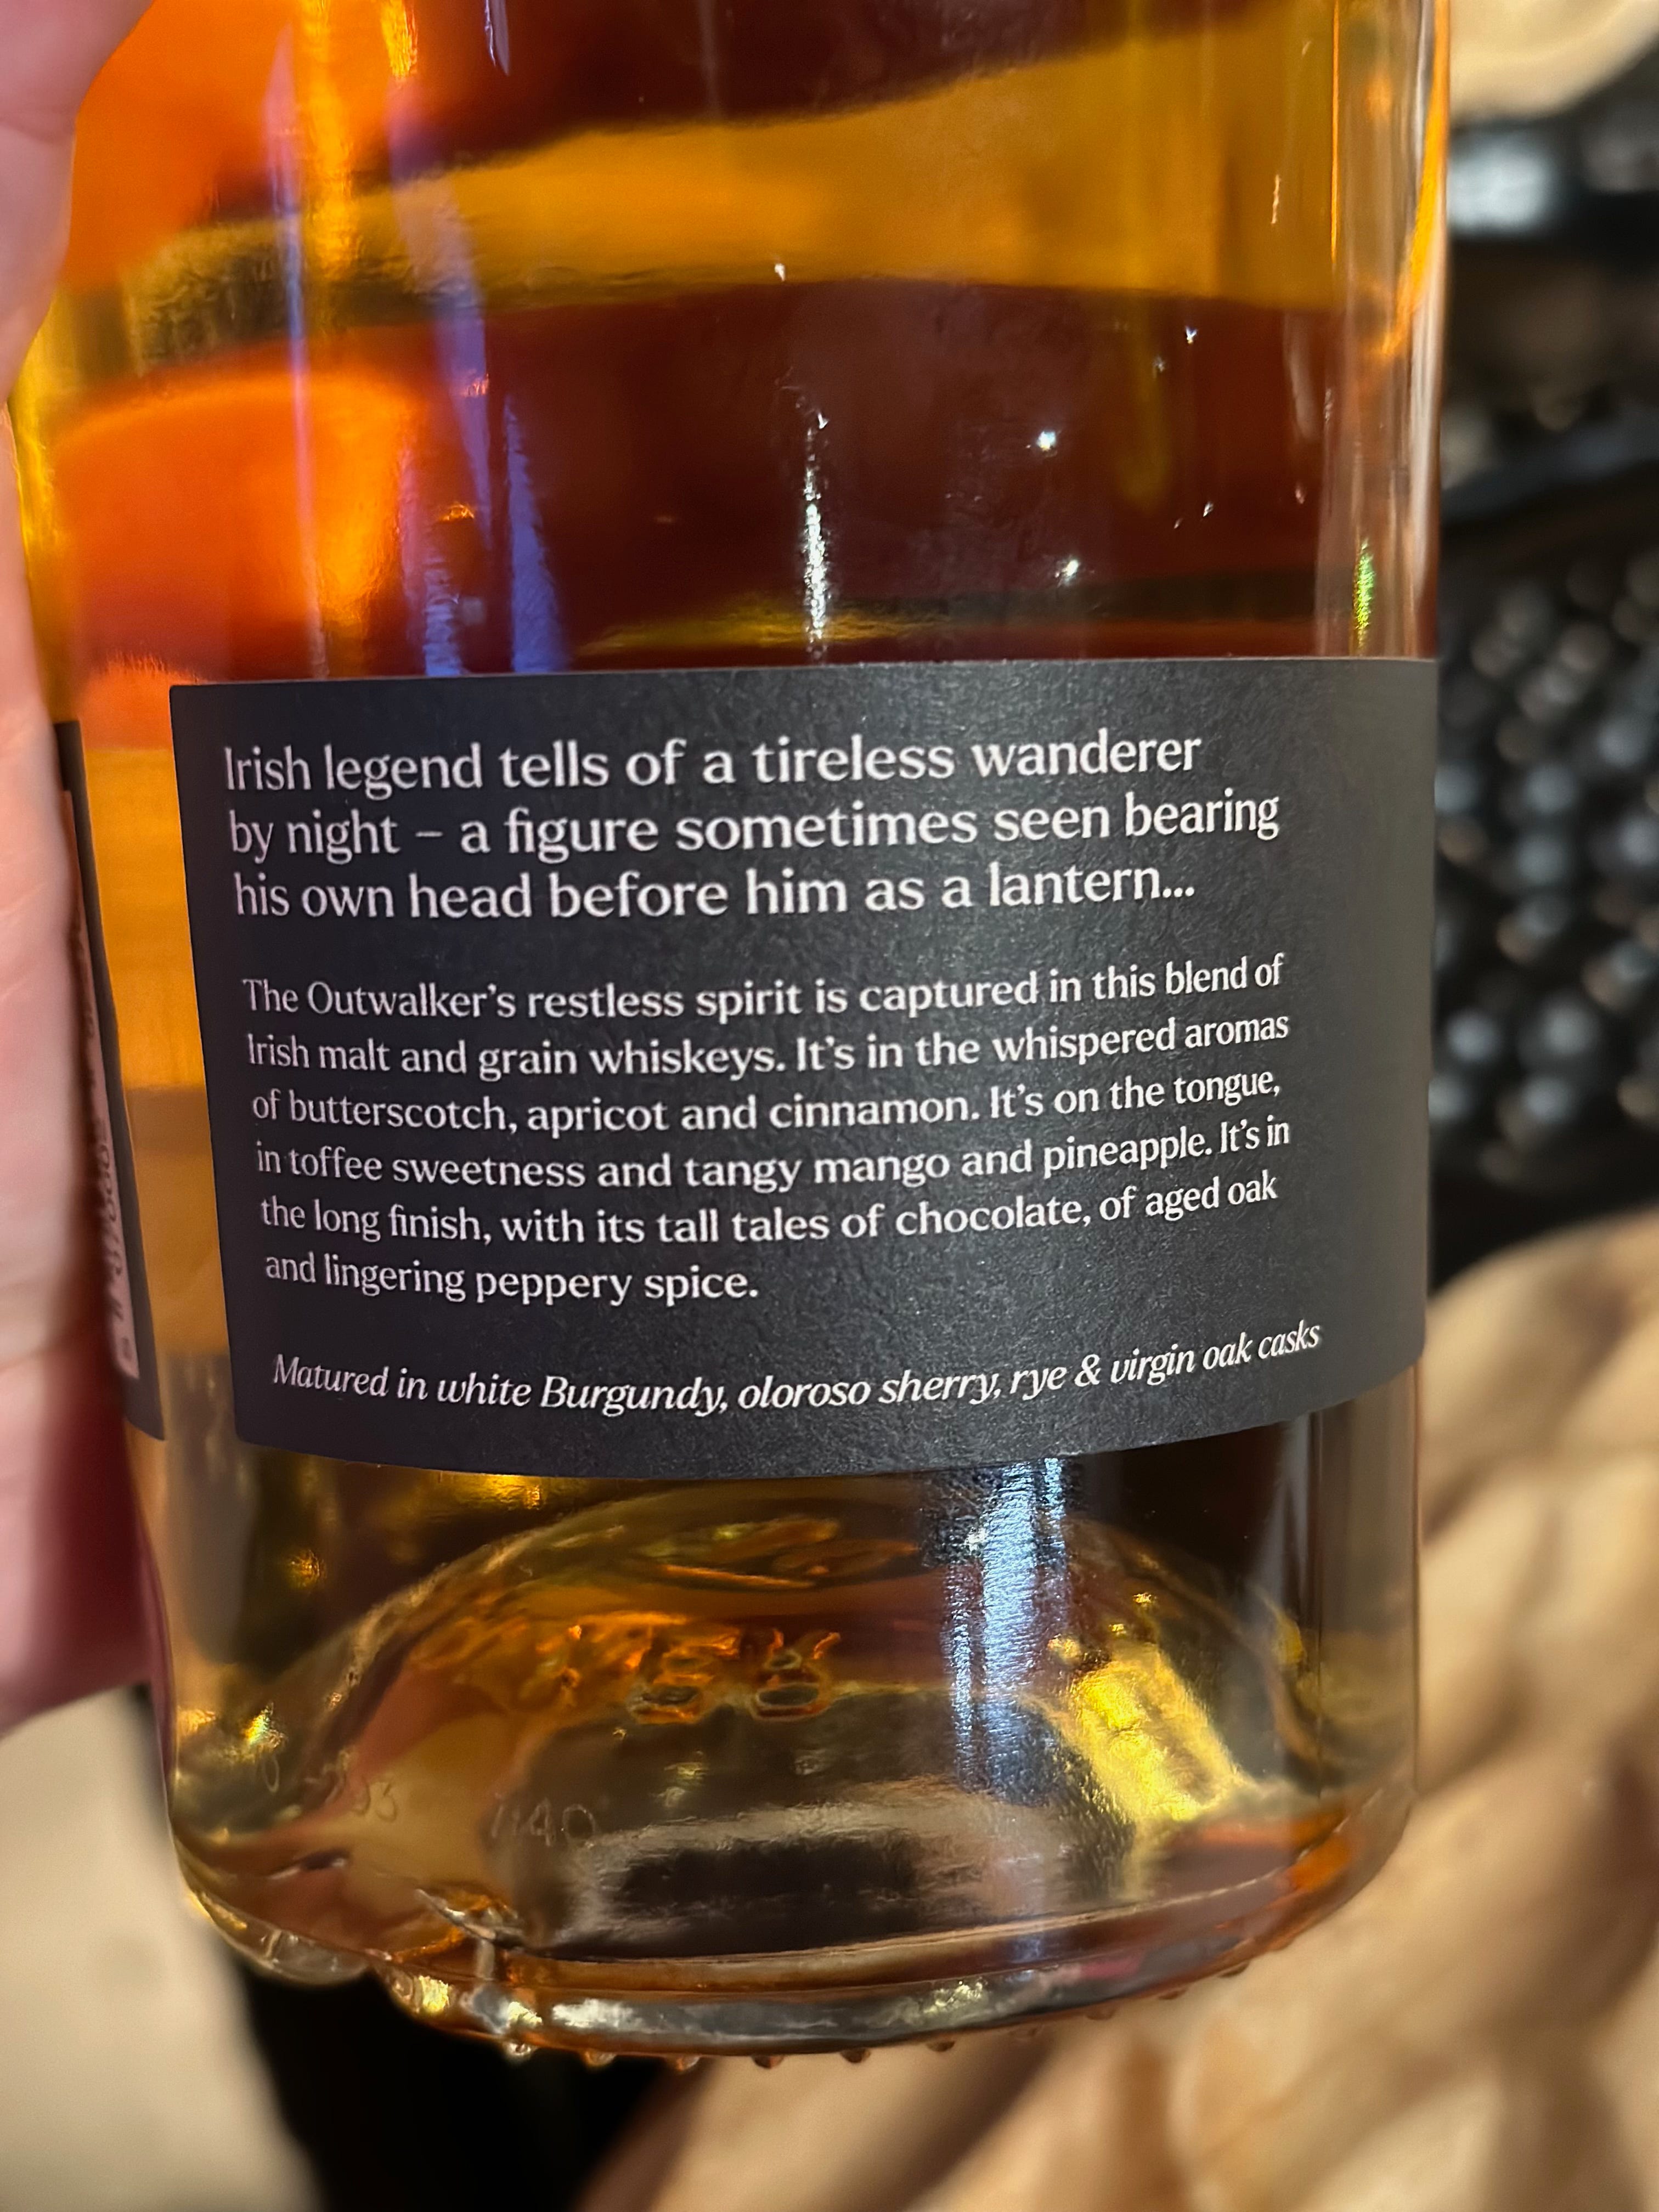 Irish legend tells of a tireless wanderer
by night – a figure sometimes seen bearing
his own head before him as a lantern...
The Outwalker's restless spirit is captured in this blend of
Irish malt and grain whiskeys. It's in the whispered aromas
of butterscotch, apricot and cinnamon. It's on the tongue,
in toffee sweetness and tangy mango and pineapple. It's in
the long finish, with its tall tales of chocolate, of aged oak
and lingering peppery spice.
Matured in white Burgundy, oloroso sherry, rye & virgin oak casks